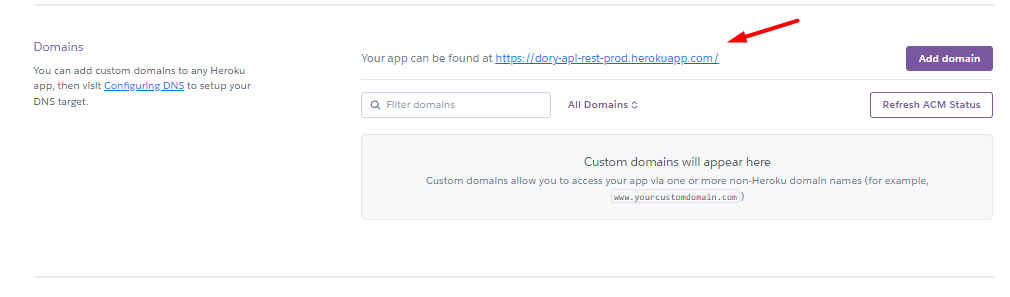 Domains
You can add custom domains to any Heroku
app, then visit Configuring DNS to setup your
DNS target.
Your app can be found at https://dory-api-rest-prod.herokuapp.com/
Add domain
Filter domains
All Domains
Refresh ACM Status
Custom domains will appear here
Custom domains allow you to access your app via one or more non-Heroku domain names (for example,
www.yourcustomdomain.com)